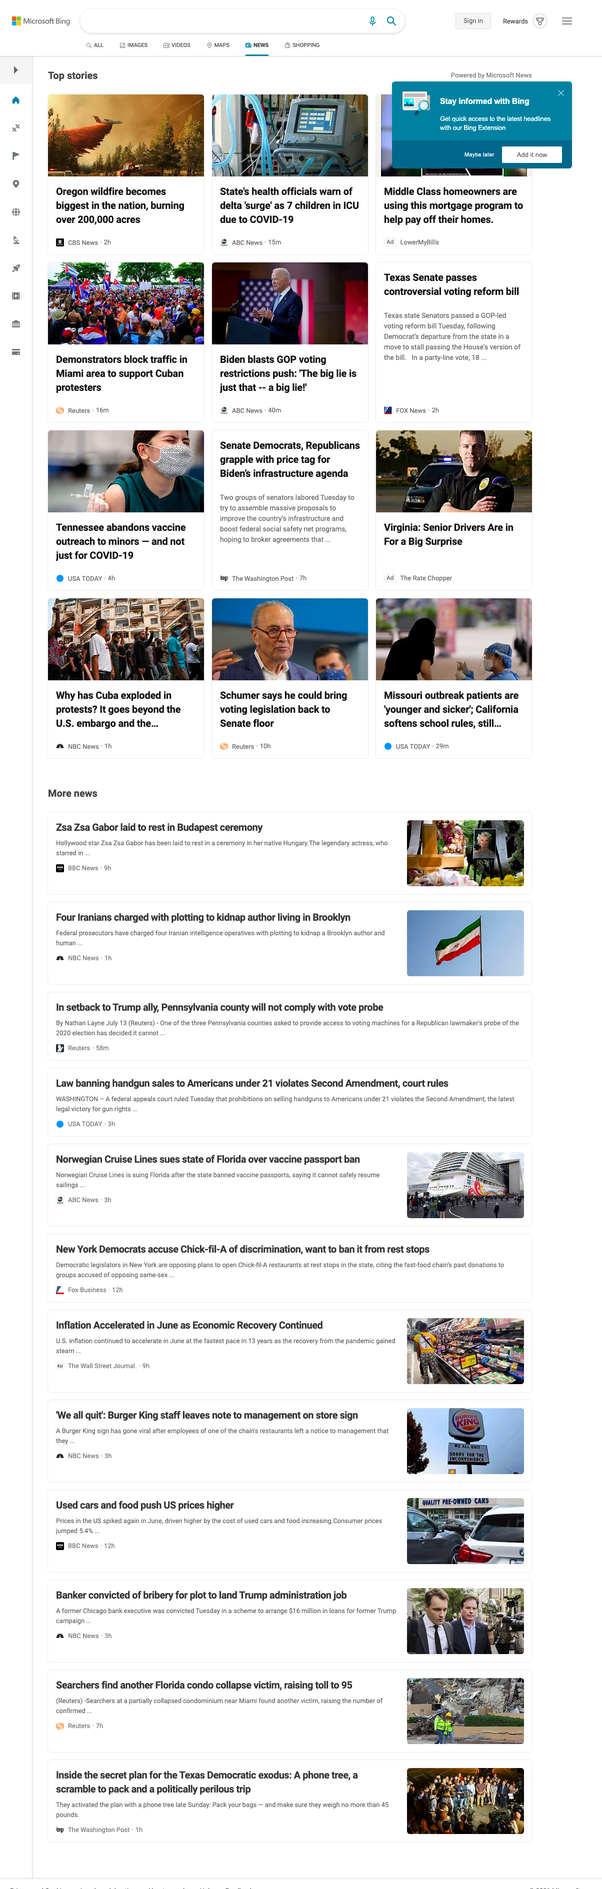 Microsoft Bing
Sign in
Rewards
ALL
IMAGES
VIDEOS
MAPS
NEWS
SHOPPING
Top stories
Powered by Microsoft News
Stay informed with Bing
Get quick access to the latest headlines
with our Bing Extension
Maybe later
Add it now
Oregon wildfire becomes
biggest in the nation, burning
over 200,000 acres
CBS News · 2h
State's health officials warn of
delta 'surge' as 7 children in ICU
due to COVID-19
ABC News · 15m
Middle Class homeowners are
using this mortgage program to
help pay off their homes.
Ad LowerMyBills
Demonstrators block traffic in
Miami area to support Cuban
protesters
Reuters · 16m
Biden blasts GOP voting
restrictions push: 'The big lie is
just that -- a big lie!'
ABC News · 40m
Texas Senate passes
controversial voting reform bill
Texas state Senators passed a GOP-led
voting reform bill Tuesday, following
Democrat's departure from the state in a
move to stall passing the House's version of
the bill. In a party-line vote, 18 ...
FOX News · 2h
Tennessee abandons vaccine
outreach to minors — and not
just for COVID-19
USA TODAY · 4h
Senate Democrats, Republicans
grapple with price tag for
Biden's infrastructure agenda
Two groups of senators labored Tuesday to
try to assemble massive proposals to
improve the country's infrastructure and
boost federal social safety net programs,
hoping to broker agreements that ...
wp The Washington Post · 7h
Virginia: Senior Drivers Are in
For a Big Surprise
Ad The Rate Chopper
Why has Cuba exploded in
protests? It goes beyond the
U.S. embargo and the...
NBC News · 1h
Schumer says he could bring
voting legislation back to
Senate floor
Reuters · 10h
Missouri outbreak patients are
'younger and sicker'; California
softens school rules, still...
USA TODAY · 29m
More news
Zsa Zsa Gabor laid to rest in Budapest ceremony
Hollywood star Zsa Zsa Gabor has been laid to rest in a ceremony in her native Hungary.The legendary actress, who
starred in ...
BBC News · 9h
Four Iranians charged with plotting to kidnap author living in Brooklyn
Federal prosecutors have charged four Iranian intelligence operatives with plotting to kidnap a Brooklyn author and
human ...
NBC News · 1h
In setback to Trump ally, Pennsylvania county will not comply with vote probe
By Nathan Layne July 13 (Reuters) - One of the three Pennsylvania counties asked to provide access to voting machines for a Republican lawmaker's probe of the
2020 election has decided it cannot ...
Reuters · 58m
Law banning handgun sales to Americans under 21 violates Second Amendment, court rules
WASHINGTON – A federal appeals court ruled Tuesday that prohibitions on selling handguns to Americans under 21 violates the Second Amendment, the latest
legal victory for gun rights ...
USA TODAY · 3h
Norwegian Cruise Lines sues state of Florida over vaccine passport ban
Norwegian Cruise Lines is suing Florida after the state banned vaccine passports, saying it cannot safely resume
sailings ...
ABC News · 3h
New York Democrats accuse Chick-fil-A of discrimination, want to ban it from rest stops
Democratic legislators in New York are opposing plans to open Chick-fil-A restaurants at rest stops in the state, citing the fast-food chain's past donations to
groups accused of opposing same-sex ...
Fox Business · 12h
Inflation Accelerated in June as Economic Recovery Continued
U.S. inflation continued to accelerate in June at the fastest pace in 13 years as the recovery from the pandemic gained
steam ...
The Wall Street Journal. · 9h
'We all quit': Burger King staff leaves note to management on store sign
A Burger King sign has gone viral after employees of one of the chain's restaurants left a notice to management that
they ...
NBC News · 3h
BURGER KING
WE ALL QUIT
SORRY FOR THE
INCONVENIENCE
Used cars and food push US prices higher
Prices in the US spiked again in June, driven higher by the cost of used cars and food increasing.Consumer prices
jumped 5.4% ...
BBC News · 12h
QUALITY PRE-OWNED CARS
Banker convicted of bribery for plot to land Trump administration job
A former Chicago bank executive was convicted Tuesday in a scheme to arrange $16 million in loans for former Trump
campaign ...
NBC News · 3h
Searchers find another Florida condo collapse victim, raising toll to 95
(Reuters) -Searchers at a partially collapsed condominium near Miami found another victim, raising the number of
confirmed ...
Reuters · 7h
Inside the secret plan for the Texas Democratic exodus: A phone tree, a
scramble to pack and a politically perilous trip
They activated the plan with a phone tree late Sunday: Pack your bags — and make sure they weigh no more than 45
pounds.
wp The Washington Post · 1h